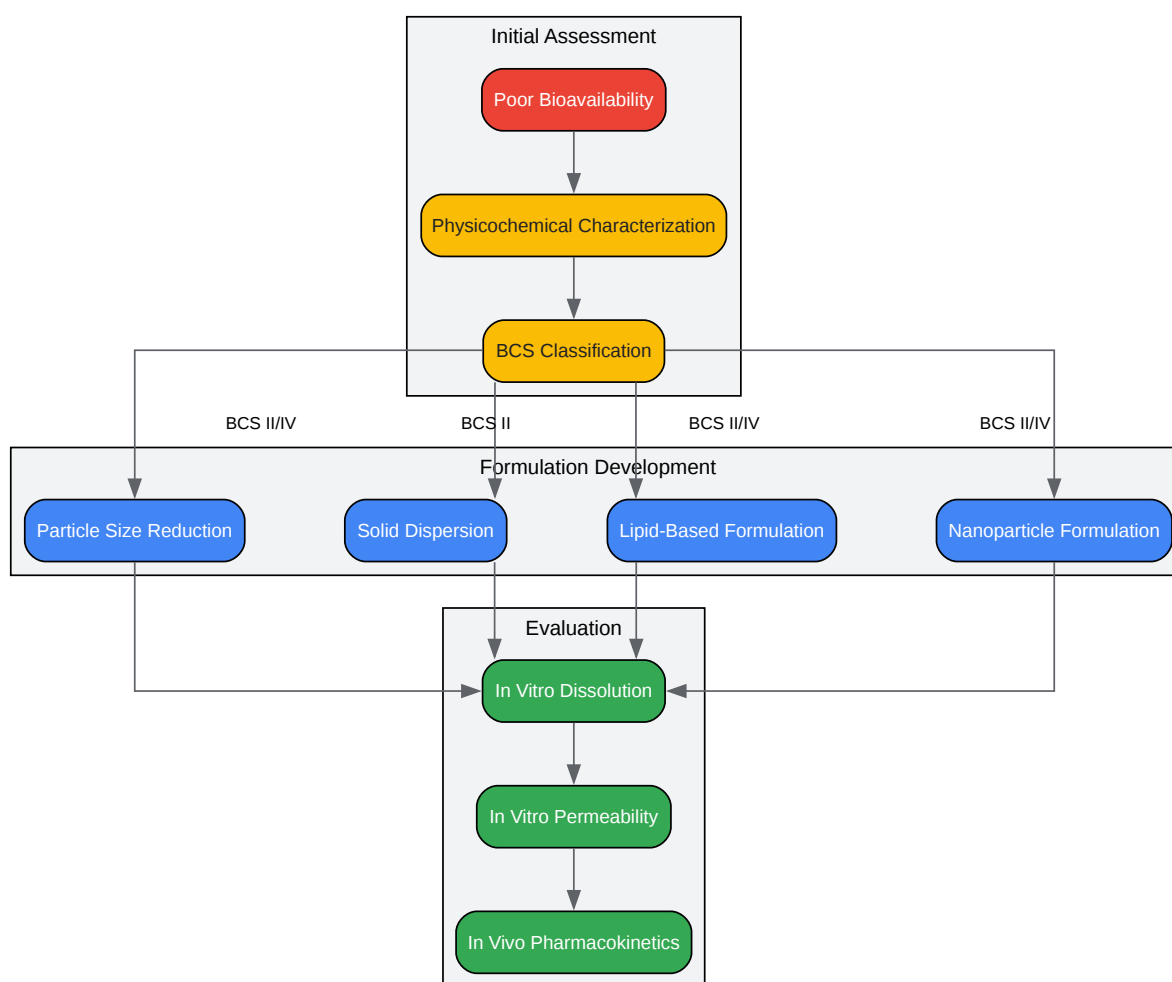 Initial Assessment
Poor Bioavailability
Physicochemical Characterization
BCS Classification
BCS II/IV
BCS II
BCS II/IV
BCS II/IV
Formulation Development
Particle Size Reduction
Solid Dispersion
Lipid-Based Formulation
Nanoparticle Formulation
Evaluation
In Vitro Dissolution
In Vitro Permeability
In Vivo Pharmacokinetics